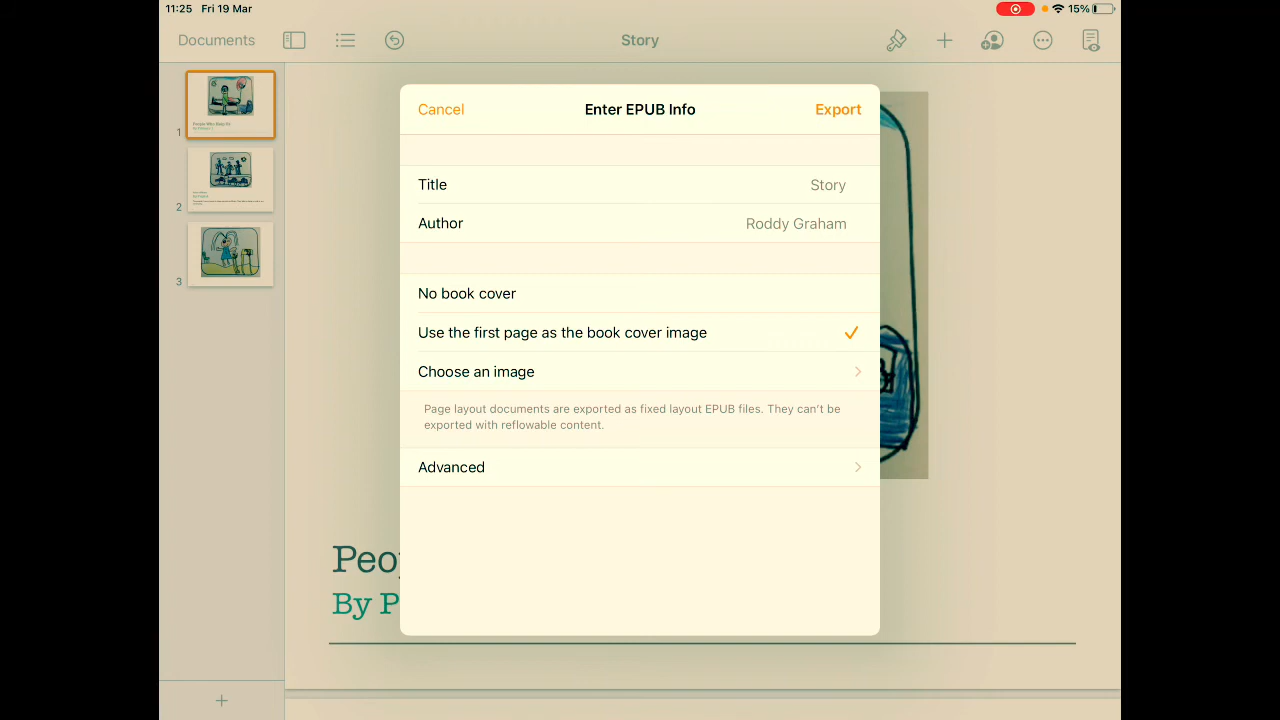 11:25 Fri 19 Mar
15%
Documents
Story
Cancel
Enter EPUB Info
Export
Title
Story
Author
Roddy Graham
No book cover
Use the first page as the book cover image
Choose an image
Page layout documents are exported as fixed layout EPUB files. They can't be
exported with reflowable content.
Advanced
1
2
3
By P